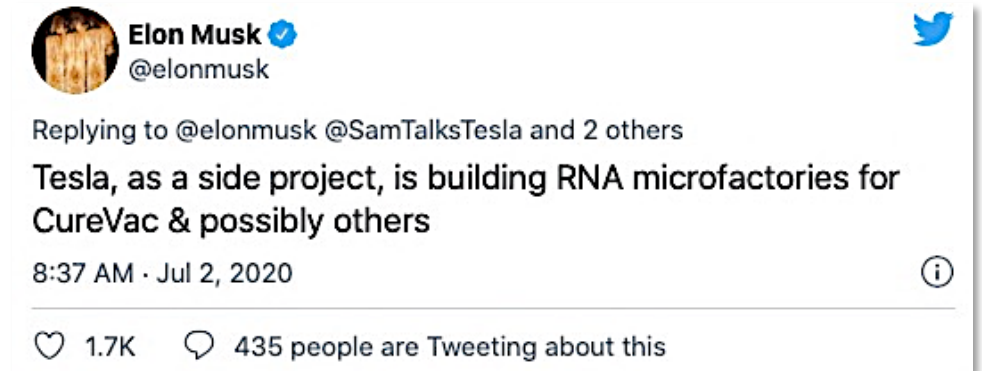 Elon Musk
@elonmusk
Replying to @elonmusk @SamTalksTesla and 2 others
Tesla, as a side project, is building RNA microfactories for
CureVac & possibly others
8:37 AM · Jul 2, 2020
1.7K 435 people are Tweeting about this